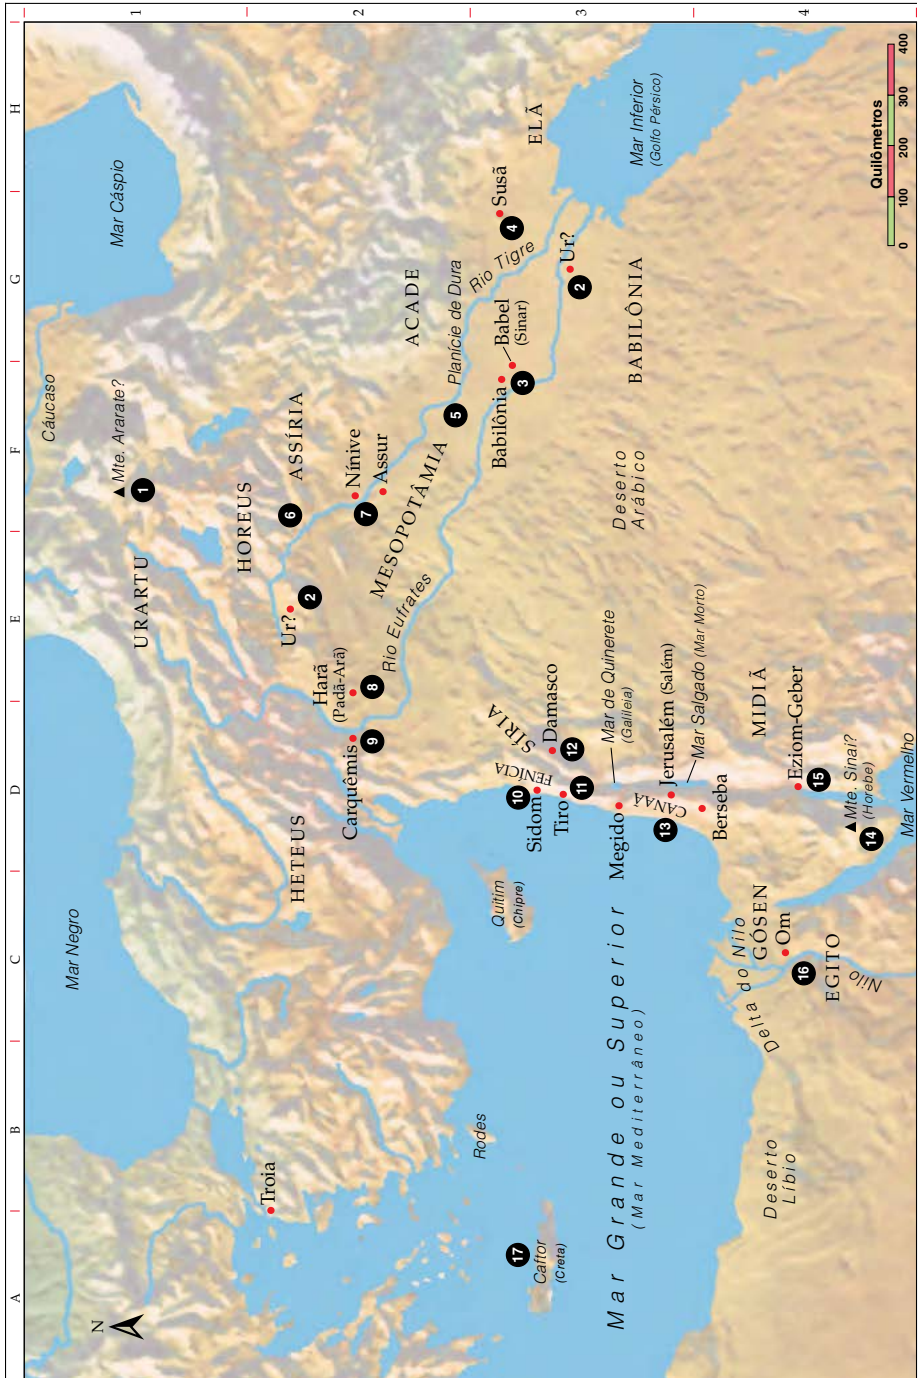 A
B
C
D
E
F
G
H
1
2
3
4
N
Mar Negro
Cáucaso
Mar Cáspio
Mte. Ararate?
1
URARTU
HOREUS
ASSÍRIA
6
Troia
HETEUS
Ur?
2
Nínive
7
Assur
ACADE
Carquêmis
9
Harã
(Padã-Arã)
8
MESOPOTÂMIA
5
Planície de Dura
Rio Tigre
Rio Eufrates
Susã
4
Babilônia
3
Babel
(Sinar)
ELÃ
Ur?
2
Rodes
Quitim
(Chipre)
17
Caftor
(Creta)
10
Sidom
FENÍCIA
SÍRIA
Tiro
11
Damasco
12
Mar Grande ou Superior
(Mar Mediterrâneo)
Megido
Mar de Quinerete
(Galileia)
13
CANAÃ
Jerusalém (Salém)
Mar Salgado (Mar Morto)
Berseba
Deserto
Arábico
BABILÔNIA
Mar Inferior
(Golfo Pérsico)
Deserto
Líbio
Delta do Nilo
GÓSEN
Om
16
EGITO
Nilo
MIDIÃ
Eziom-Geber
15
Mte. Sinai?
(Horebe)
14
Mar Vermelho
Quilômetros
0 100 200 300 400